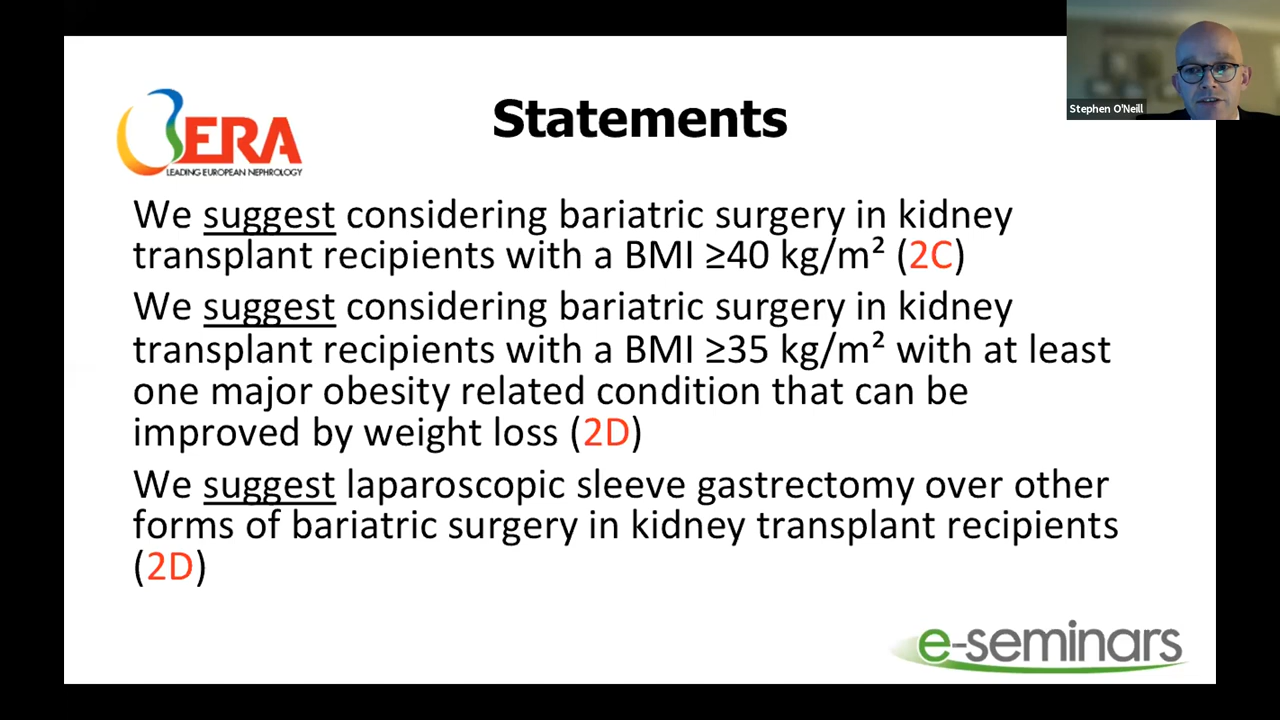 Stephen O'Neill
ERA
LEADING EUROPEAN NEPHROLOGY
Statements
We suggest considering bariatric surgery in kidney
transplant recipients with a BMI ≥40 kg/m² (2C)
We suggest considering bariatric surgery in kidney
transplant recipients with a BMI ≥35 kg/m² with at least
one major obesity related condition that can be
improved by weight loss (2D)
We suggest laparoscopic sleeve gastrectomy over other
forms of bariatric surgery in kidney transplant recipients
(2D)
e-seminars